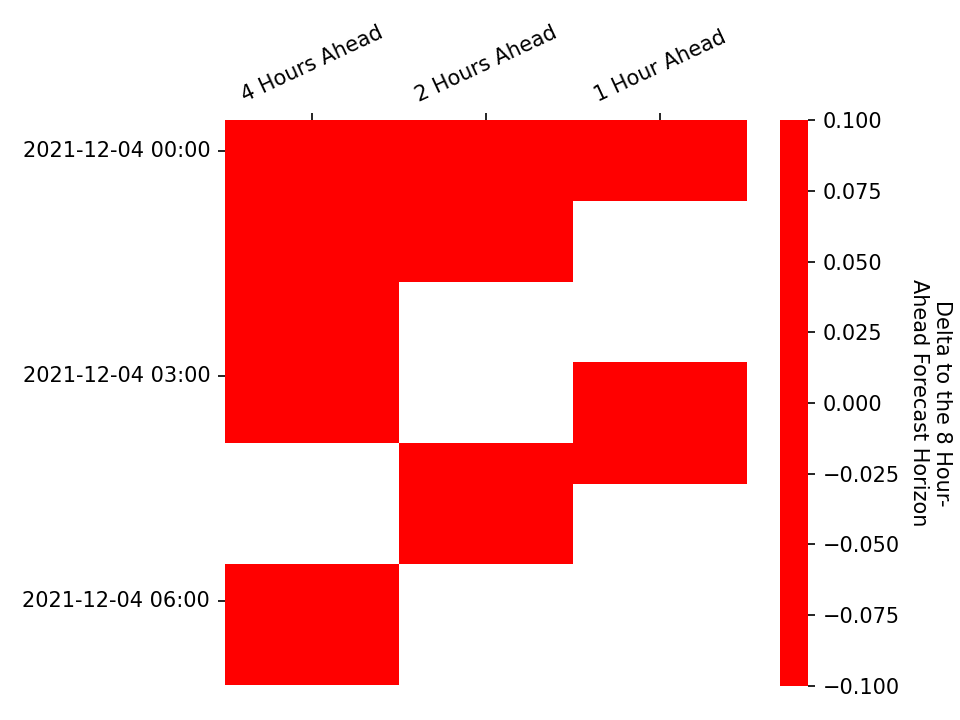 4 Hours Ahead
2 Hours Ahead
1 Hour Ahead
2021-12-04 00:00
2021-12-04 03:00
2021-12-04 06:00
0.100
0.075
0.050
0.025
0.000
−0.025
−0.050
−0.075
−0.100
Delta to the 8 Hour-
Ahead Forecast Horizon